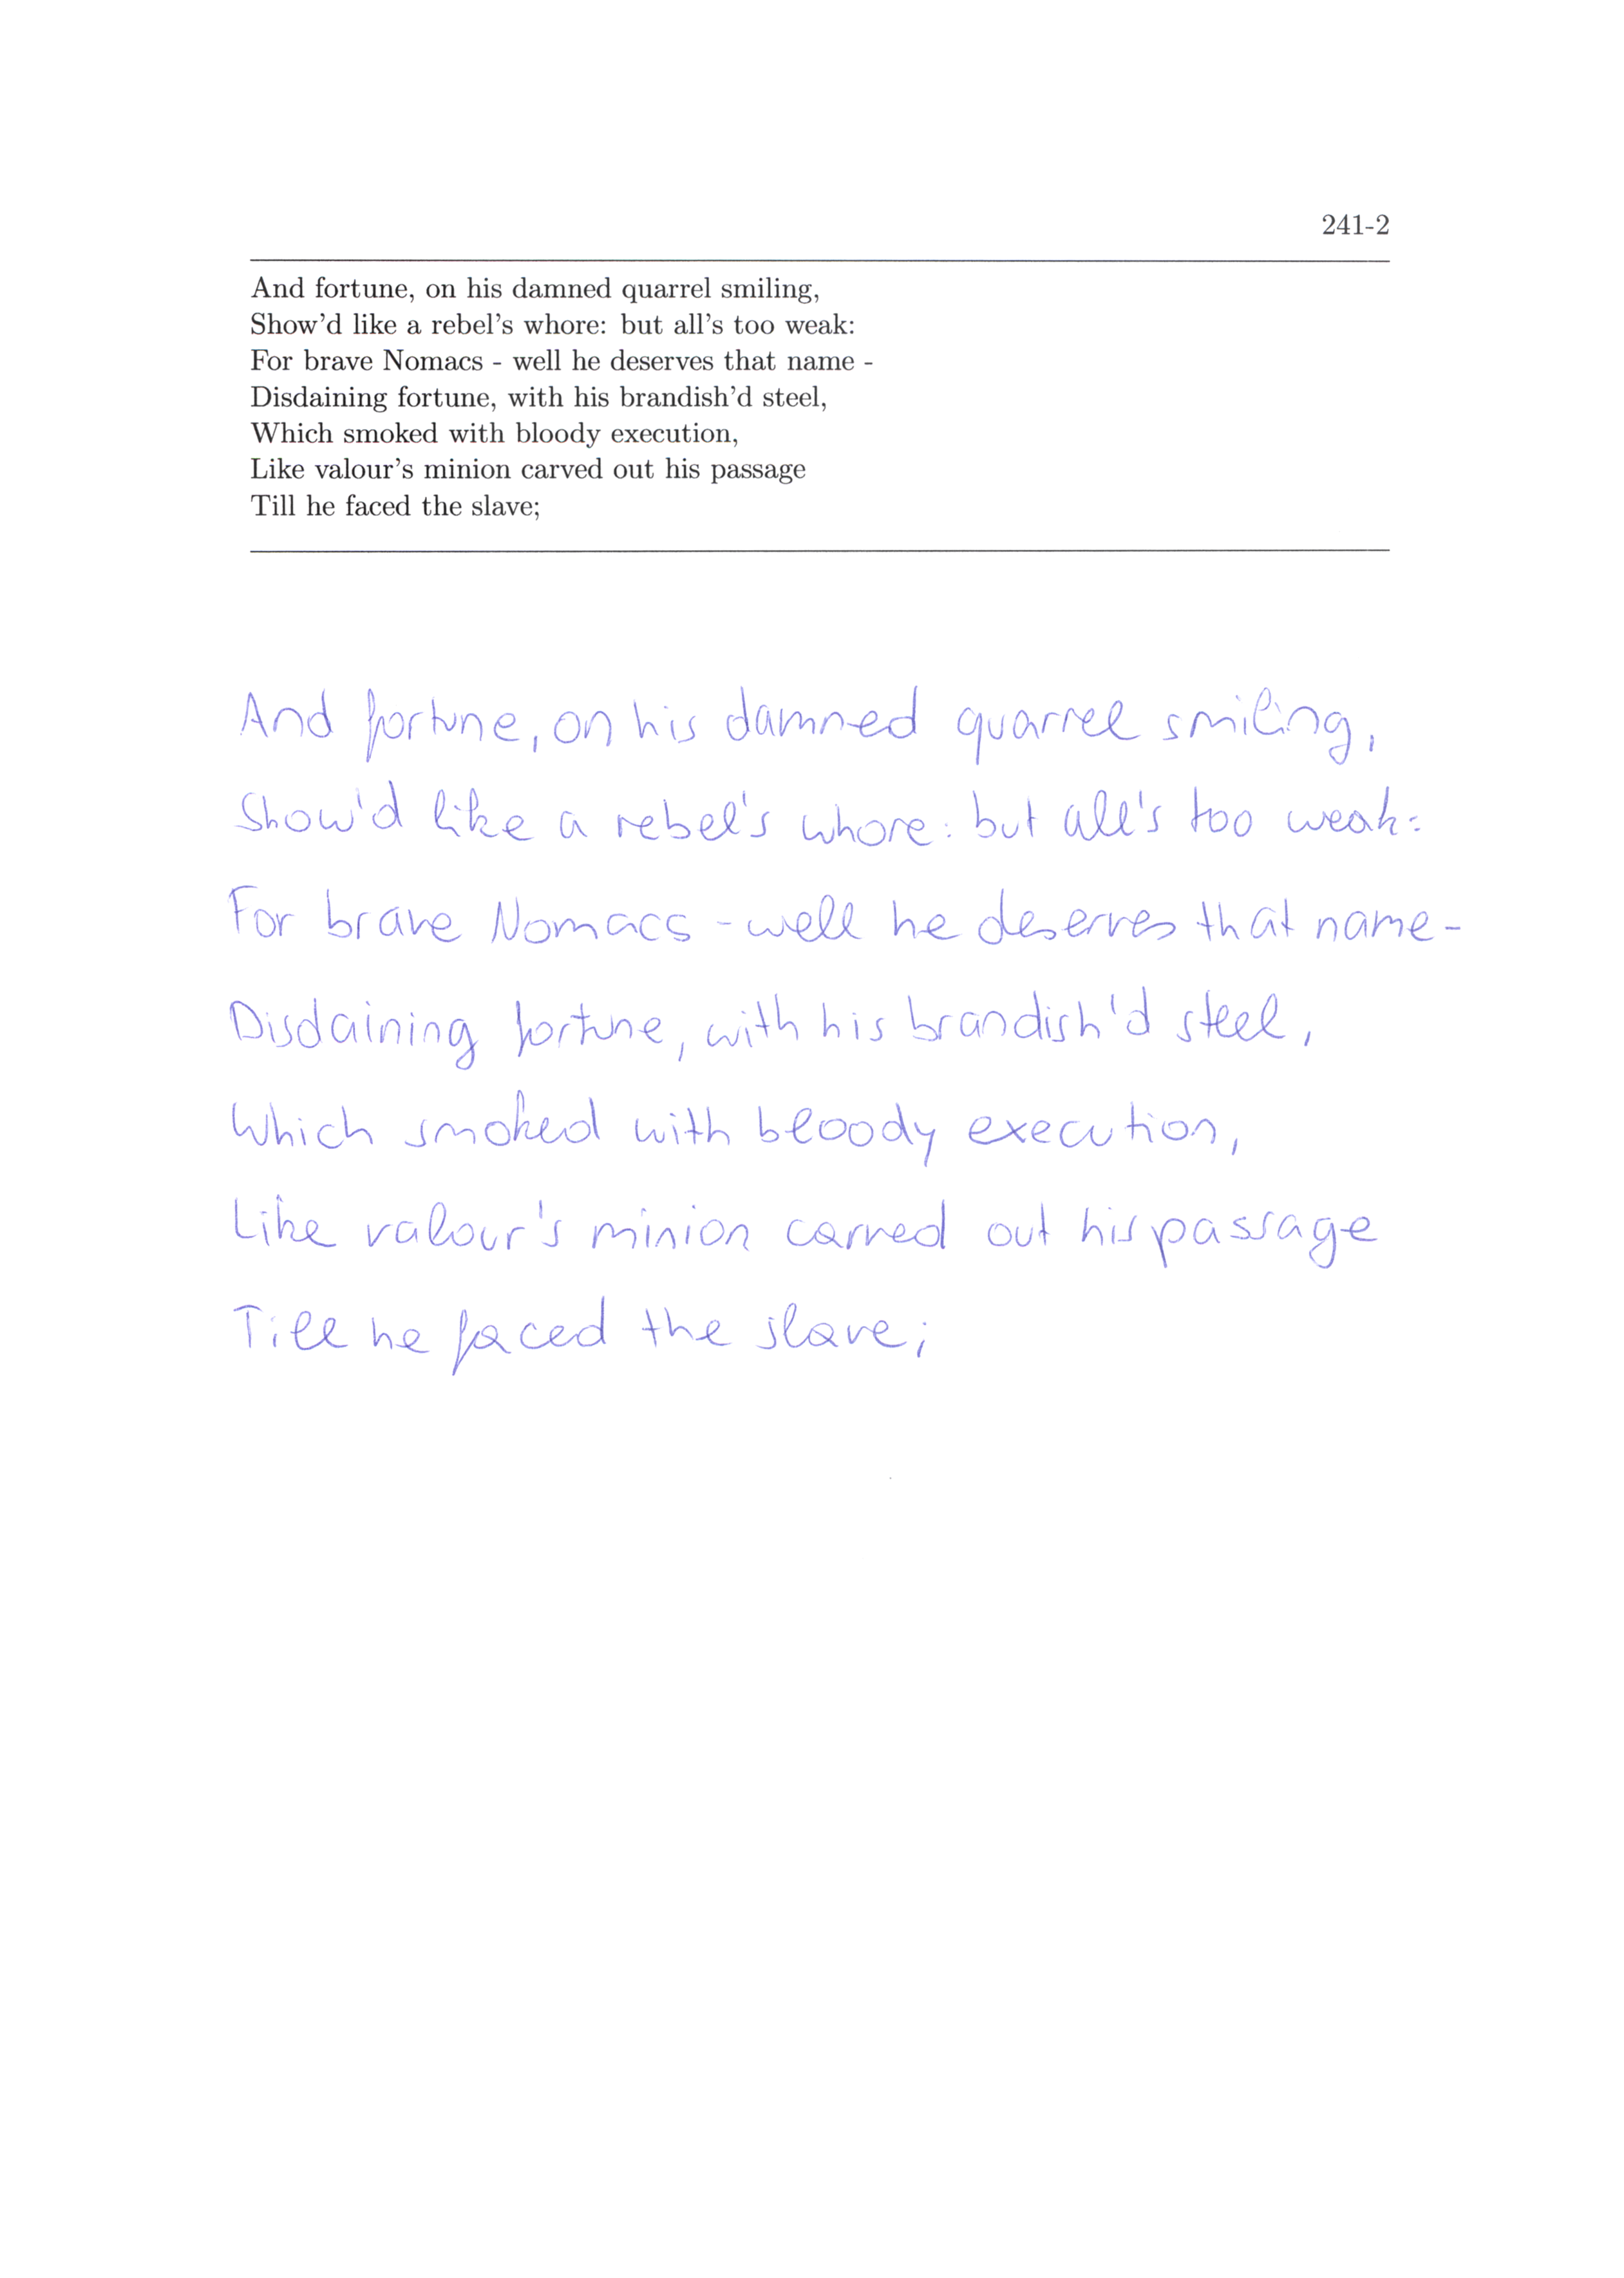 241-2
And fortune, on his damned quarrel smiling,
Show'd like a rebel's whore: but all's too weak:
For brave Nomacs - well he deserves that name -
Disdaining fortune, with his brandish'd steel,
Which smoked with bloody execution,
Like valour's minion carved out his passage
Till he faced the slave;
And fortune, on his damned quarrel smiling,
Show'd like a rebel's whore: but all's too weak:
For brave Nomacs - well he deserves that name -
Disdaining fortune, with his brandish'd steel,
Which smoked with bloody execution,
Like valour's minion carved out his passage
Till he faced the slave;